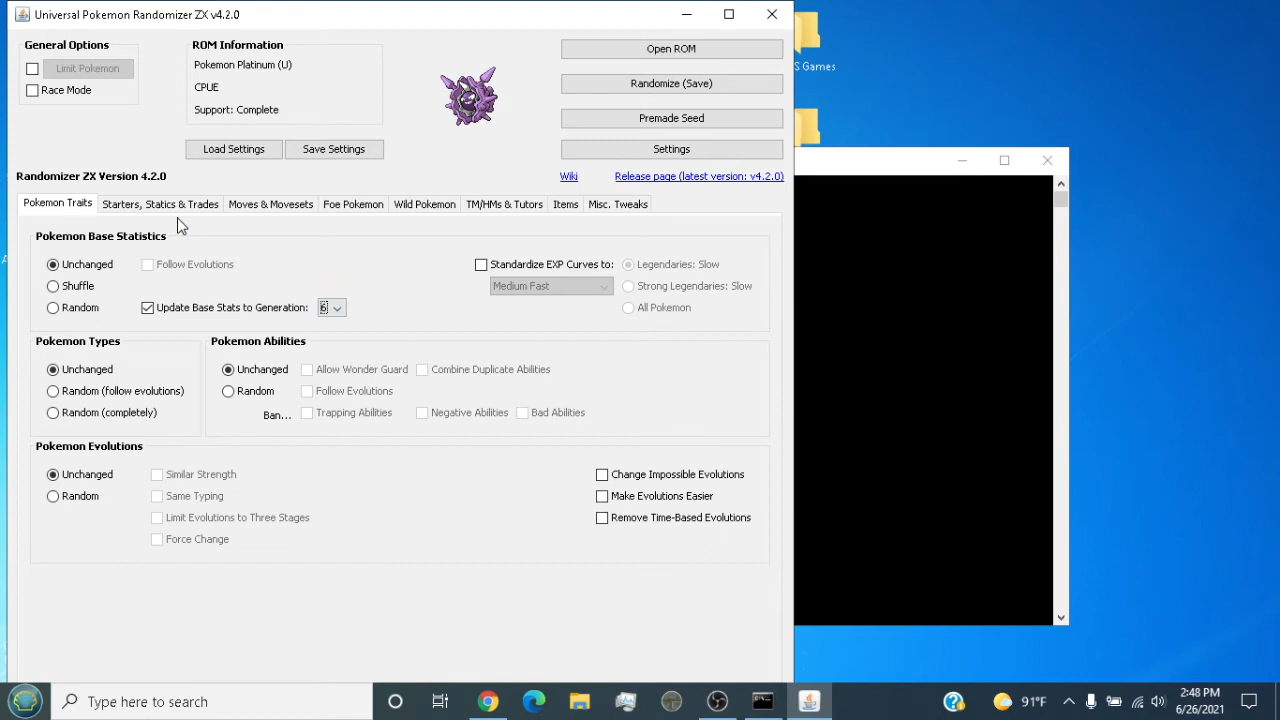 Universal Pokemon Randomizer ZX v4.2.0
General Options
Limit Pokemon
Race Mode
ROM Information
Pokemon Platinum (U)
CPUE
Support: Complete
Open ROM
Randomize (Save)
Premade Seed
Settings
Load Settings
Save Settings
Randomizer ZX Version 4.2.0
Wiki
Release page (latest version: v4.2.0)
Pokemon Traits
Starters, Statics & Trades
Moves & Movesets
Foe Pokemon
Wild Pokemon
TM/HMs & Tutors
Items
Misc. Tweaks
Pokemon Base Statistics
Unchanged
Follow Evolutions
Shuffle
Random
Update Base Stats to Generation:
6
Standardize EXP Curves to:
Medium Fast
Legendaries: Slow
Strong Legendaries: Slow
All Pokemon
Pokemon Types
Unchanged
Random (follow evolutions)
Random (completely)
Pokemon Abilities
Unchanged
Allow Wonder Guard
Combine Duplicate Abilities
Random
Follow Evolutions
Ban...
Trapping Abilities
Negative Abilities
Bad Abilities
Pokemon Evolutions
Unchanged
Similar Strength
Random
Same Typing
Limit Evolutions to Three Stages
Force Change
Change Impossible Evolutions
Make Evolutions Easier
Remove Time-Based Evolutions
S Games
Type here to search
91°F
2:48 PM
6/26/2021